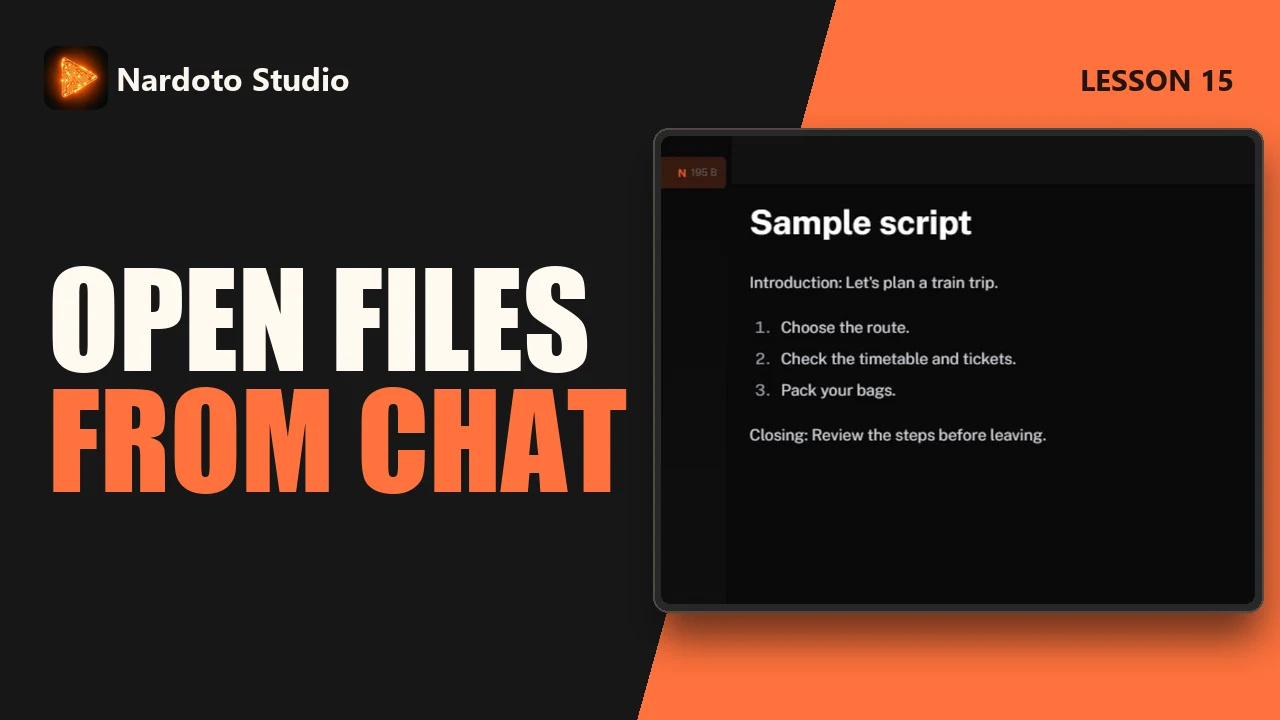 Nardoto Studio
LESSON 15
OPEN FILES
FROM CHAT
N 195 B
Sample script
Introduction: Let's plan a train trip.
1. Choose the route.
2. Check the timetable and tickets.
3. Pack your bags.
Closing: Review the steps before leaving.